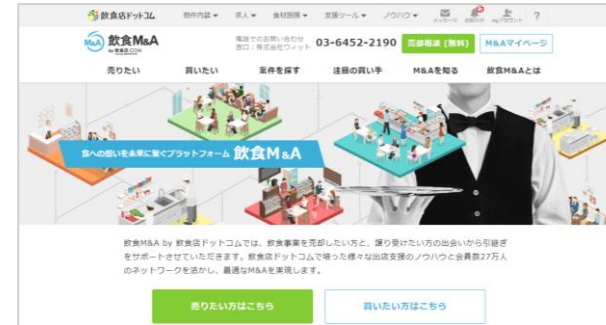 飲食店ドットコム 物件内装▼ 求人▼ 食材厨房▼ 支援ツール▼ ノウハウ▼ メッセージ お知らせ myアカウント ?
M&A 飲食M&A by 飲食店.COM
電話でのお問い合わせ
窓口:株式会社ウィット
03-6452-2190 売却相談(無料) M&Aマイページ
売りたい 買いたい 案件を探す 注目の買い手 M&Aを知る 飲食M&Aとは
食への想いを未来に繋ぐプラットフォーム 飲食M&A
飲食M&A by 飲食店ドットコムでは、飲食事業を売却したい方と、譲り受けたい方の出会いから引継ぎ
をサポートさせていただきます。飲食店ドットコムで培った様々な出店支援のノウハウと会員数27万人
のネットワークを活かし、最適なM&Aを実現します。
売りたい方はこちら 買いたい方はこちら